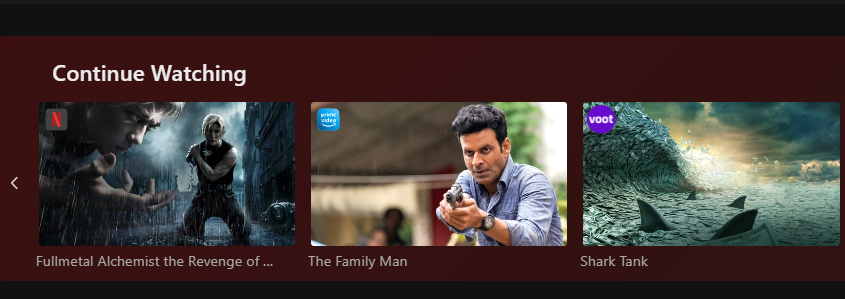 Continue Watching
N
prime video
voot
Fullmetal Alchemist the Revenge of ...
The Family Man
Shark Tank